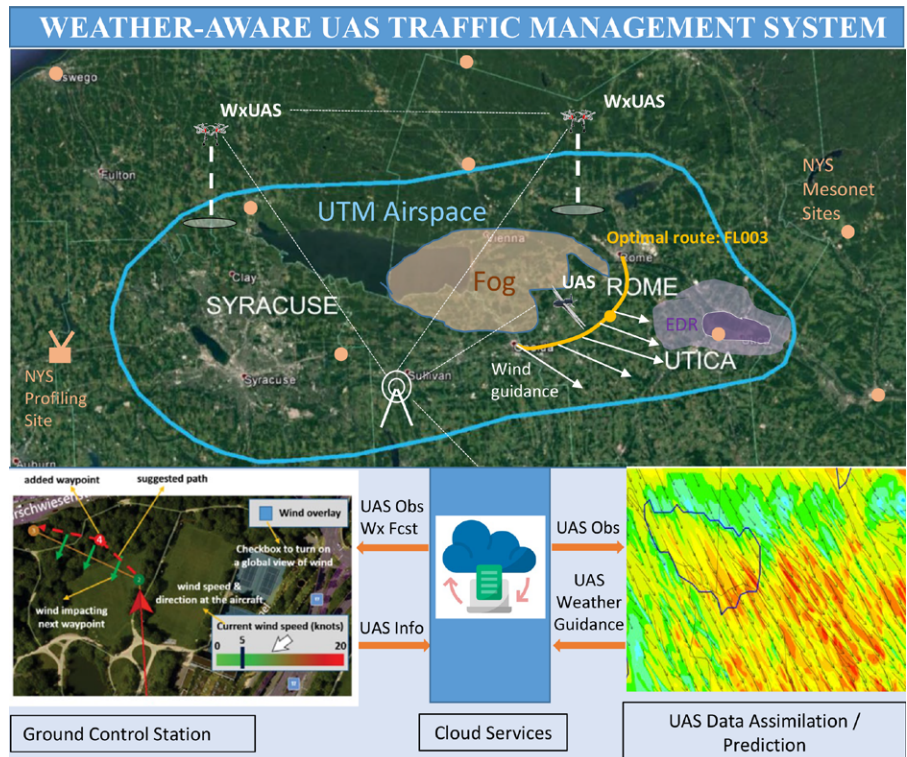 WEATHER-AWARE UAS TRAFFIC MANAGEMENT SYSTEM
Oswego
WxUAS
WxUAS
Fulton
NYS
Mesonet
Sites
UTM Airspace
Vienna
Optimal route: FL003
Rome
Clay
Fog
UAS
ROME
SYRACUSE
EDR
UTICA
NYS
Profiling
Site
Syracuse
Sullivan
Wind
guidance
Auburn
added waypoint
suggested path
Wind overlay
Checkbox to turn on
a global view of wind
wind speed &
direction at the aircraft
wind impacting
next waypoint
Current wind speed (knots)
0
5
20
1
4
2
UAS Obs
Wx Fcst
UAS Info
UAS Obs
UAS
Weather
Guidance
Ground Control Station
Cloud Services
UAS Data Assimilation /
Prediction